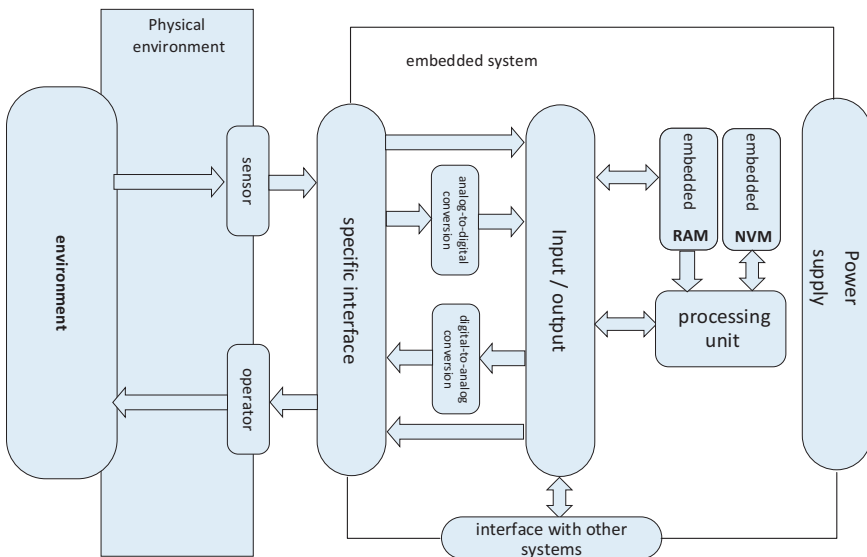 Physical
environment
embedded system
environment
sensor
operator
specific interface
analog-to-digital
conversion
digital-to-analog
conversion
Input / output
embedded
RAM
embedded
NVM
processing
unit
Power
supply
interface with other
systems